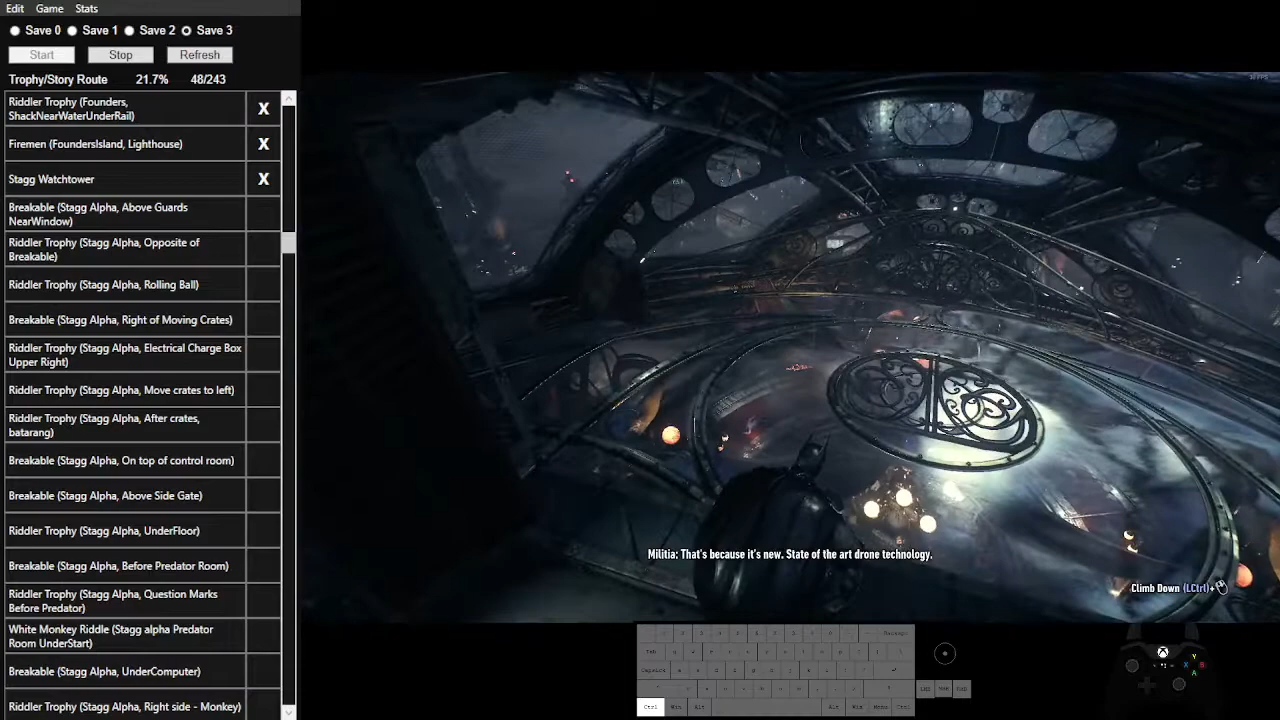 Edit Game Stats
Save 0 Save 1 Save 2 Save 3
Start Stop Refresh
Trophy/Story Route 21.7% 48/243
Riddler Trophy (Founders,
ShackNearWaterUnderRail) X
Firemen (FoundersIsland, Lighthouse) X
Stagg Watchtower X
Breakable (Stagg Alpha, Above Guards
NearWindow)
Riddler Trophy (Stagg Alpha, Opposite of
Breakable)
Riddler Trophy (Stagg Alpha, Rolling Ball)
Breakable (Stagg Alpha, Right of Moving Crates)
Riddler Trophy (Stagg Alpha, Electrical Charge Box
Upper Right)
Riddler Trophy (Stagg Alpha, Move crates to left)
Riddler Trophy (Stagg Alpha, After crates,
batarang)
Breakable (Stagg Alpha, On top of control room)
Breakable (Stagg Alpha, Above Side Gate)
Riddler Trophy (Stagg Alpha, UnderFloor)
Breakable (Stagg Alpha, Before Predator Room)
Riddler Trophy (Stagg Alpha, Question Marks
Before Predator)
White Monkey Riddle (Stagg alpha Predator
Room UnderStart)
Breakable (Stagg Alpha, UnderComputer)
Riddler Trophy (Stagg Alpha, Right side - Monkey)
Militia: That's because it's new. State of the art drone technology.
Climb Down (LCtrl)+
Ctrl Win Alt Alt Win Menu Ctrl
Y
X B
A